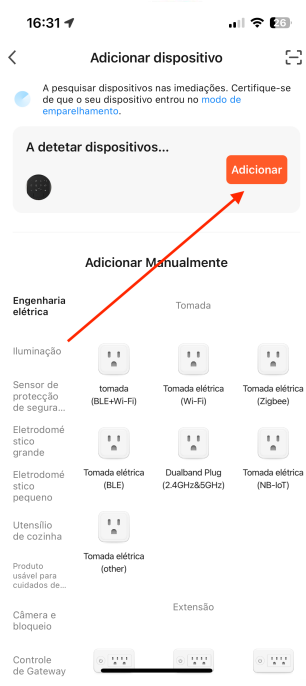 16:31
26
Adicionar dispositivo
A pesquisar dispositivos nas imediações. Certifique-se
de que o seu dispositivo entrou no modo de
emparelhamento.
A detetar dispositivos...
Adicionar
Adicionar Manualmente
Engenharia
elétrica
Iluminação
Sensor de
protecção
de segura...
Eletrodomé
stico
grande
Eletrodomé
stico
pequeno
Utensílio
de cozinha
Produto
usável para
cuidados de...
Câmera e
bloqueio
Controle
de Gateway
Tomada
tomada
(BLE+Wi-Fi)
Tomada elétrica
(Wi-Fi)
Tomada elétrica
(Zigbee)
Tomada elétrica
(BLE)
Dualband Plug
(2.4GHz&5GHz)
Tomada elétrica
(NB-IoT)
Tomada elétrica
(other)
Extensão